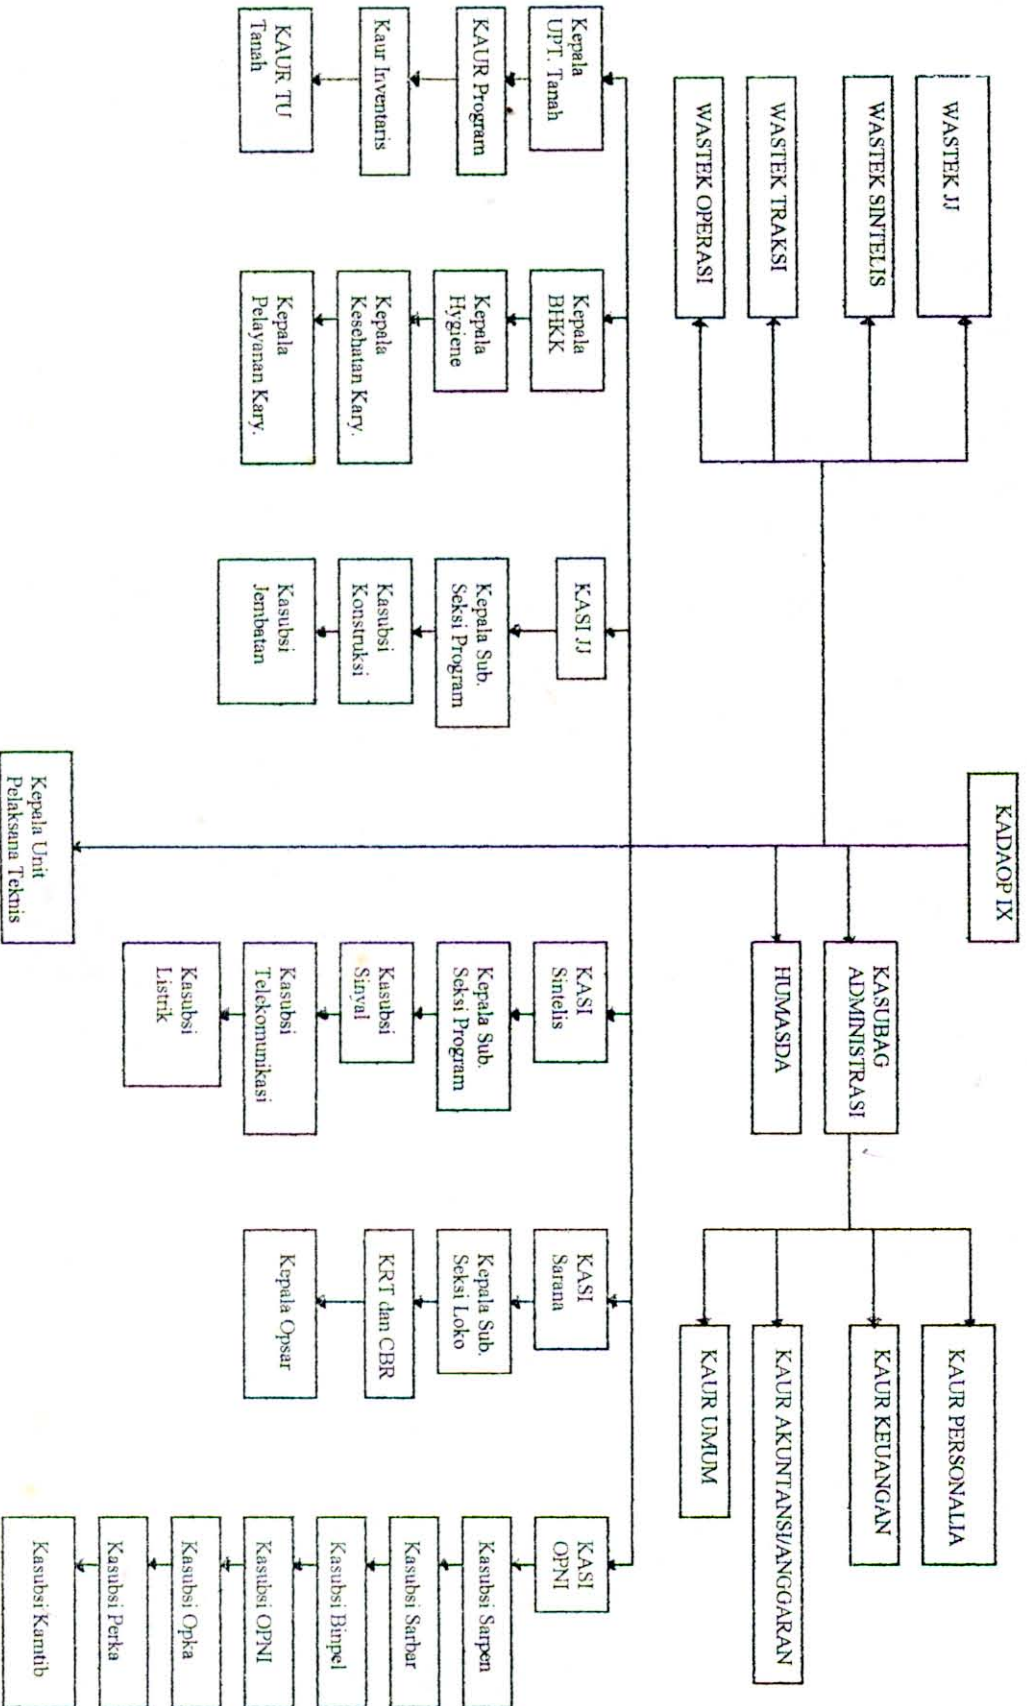 KADAOP IX
WASTEK JJ
WASTEK SINTELIS
WASTEK TRAKSI
WASTEK OPERASI
KASUBAG
ADMINISTRASI
HUMASDA
KAUR PERSONALIA
KAUR KEUANGAN
KAUR AKUNTANSI/ANGGARAN
KAUR UMUM
Kepala
UPT. Tanah
KAUR Program
Kaur Inventaris
KAUR TU
Tanah
Kepala
BHKK
Kepala
Hygiene
Kepala
Kesehatan Kary.
Kepala
Pelayanan Kary.
KASI JJ
Kepala Sub.
Seksi Program
Kasubsi
Konstruksi
Kasubsi
Jembatan
KASI
Sintelis
Kepala Sub.
Seksi Program
Kasubsi
Sinyal
Kasubsi
Telekomunikasi
Kasubsi
Listrik
KASI
Sarana
Kepala Sub.
Seksi Loko
KRT dan CBR
Kepala Opsar
KASI
OPNI
Kasubsi Sarpen
Kasubsi Sarbar
Kasubsi Binpel
Kasubsi OPNI
Kasubsi Opka
Kasubsi Perka
Kasubsi Kamtib
Kepala Unit
Pelaksana Teknis